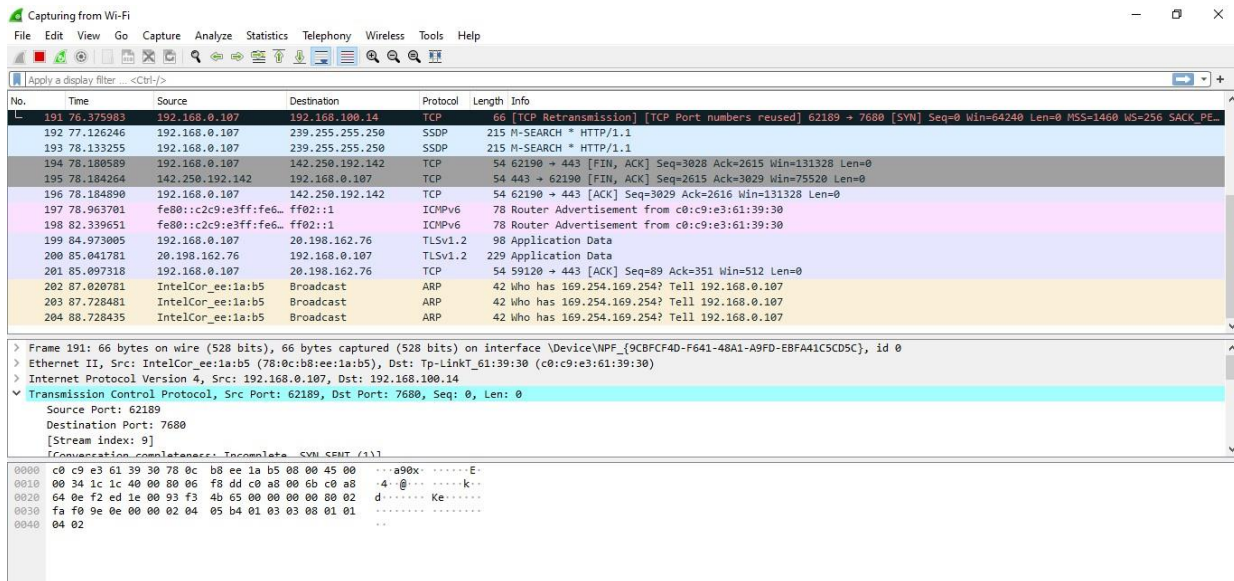 Capturing from Wi-Fi
File Edit View Go Capture Analyze Statistics Telephony Wireless Tools Help
Apply a display filter ... <Ctrl-/>
No. Time Source Destination Protocol Length Info
191 76.375983 192.168.0.107 192.168.100.14 TCP 66 [TCP Retransmission] [TCP Port numbers reused] 62189 → 7680 [SYN] Seq=0 Win=64240 Len=0 MSS=1460 WS=256 SACK_PE…
192 77.126246 192.168.0.107 239.255.255.250 SSDP 215 M-SEARCH * HTTP/1.1
193 78.133255 192.168.0.107 239.255.255.250 SSDP 215 M-SEARCH * HTTP/1.1
194 78.180589 192.168.0.107 142.250.192.142 TCP 54 62190 → 443 [FIN, ACK] Seq=3028 Ack=2615 Win=131328 Len=0
195 78.184264 142.250.192.142 192.168.0.107 TCP 54 443 → 62190 [FIN, ACK] Seq=2615 Ack=3029 Win=75520 Len=0
196 78.184890 192.168.0.107 142.250.192.142 TCP 54 62190 → 443 [ACK] Seq=3029 Ack=2616 Win=131328 Len=0
197 78.963701 fe80::c2c9:e3ff:fe6… ff02::1 ICMPv6 78 Router Advertisement from c0:c9:e3:61:39:30
198 82.339651 fe80::c2c9:e3ff:fe6… ff02::1 ICMPv6 78 Router Advertisement from c0:c9:e3:61:39:30
199 84.973005 192.168.0.107 20.198.162.76 TLSv1.2 98 Application Data
200 85.041781 20.198.162.76 192.168.0.107 TLSv1.2 229 Application Data
201 85.097318 192.168.0.107 20.198.162.76 TCP 54 59120 → 443 [ACK] Seq=89 Ack=351 Win=512 Len=0
202 87.020781 IntelCor_ee:1a:b5 Broadcast ARP 42 Who has 169.254.169.254? Tell 192.168.0.107
203 87.728481 IntelCor_ee:1a:b5 Broadcast ARP 42 Who has 169.254.169.254? Tell 192.168.0.107
204 88.728435 IntelCor_ee:1a:b5 Broadcast ARP 42 Who has 169.254.169.254? Tell 192.168.0.107
> Frame 191: 66 bytes on wire (528 bits), 66 bytes captured (528 bits) on interface \Device\NPF_{9CBFCF4D-F641-48A1-A9FD-EBFA41C5CD5C}, id 0
> Ethernet II, Src: IntelCor_ee:1a:b5 (78:0c:b8:ee:1a:b5), Dst: Tp-LinkT_61:39:30 (c0:c9:e3:61:39:30)
> Internet Protocol Version 4, Src: 192.168.0.107, Dst: 192.168.100.14
Transmission Control Protocol, Src Port: 62189, Dst Port: 7680, Seq: 0, Len: 0
Source Port: 62189
Destination Port: 7680
[Stream index: 9]
[Conversation completeness: Incomplete, SYN_SENT (1)]
0000 c0 c9 e3 61 39 30 78 0c b8 ee 1a b5 08 00 45 00 ···a90x· ······E·
0010 00 34 1c 1c 40 00 80 06 f8 dd c0 a8 00 6b c0 a8 ·4··@··· ·····k··
0020 64 0e f2 ed 1e 00 93 f3 4b 65 00 00 00 00 80 02 d······· Ke······
0030 fa f0 9e 0e 00 00 02 04 05 b4 01 03 03 08 01 01 ········ ········
0040 04 02 ··